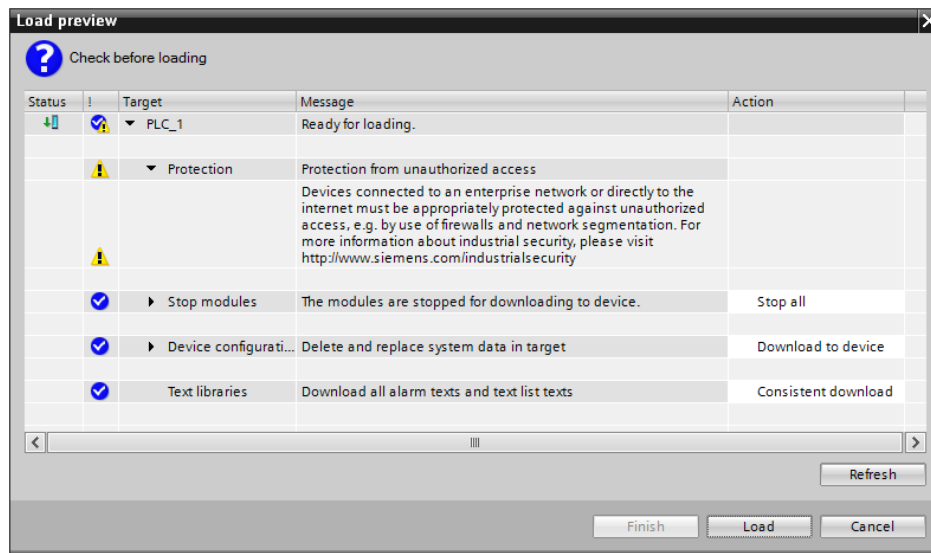 Load preview
Check before loading
Status ! Target Message Action
PLC_1 Ready for loading.
Protection Protection from unauthorized access
Devices connected to an enterprise network or directly to the
internet must be appropriately protected against unauthorized
access, e.g. by use of firewalls and network segmentation. For
more information about industrial security, please visit
http://www.siemens.com/industrialsecurity
Stop modules The modules are stopped for downloading to device. Stop all
Device configurati... Delete and replace system data in target Download to device
Text libraries Download all alarm texts and text list texts Consistent download
Refresh
Finish Load Cancel